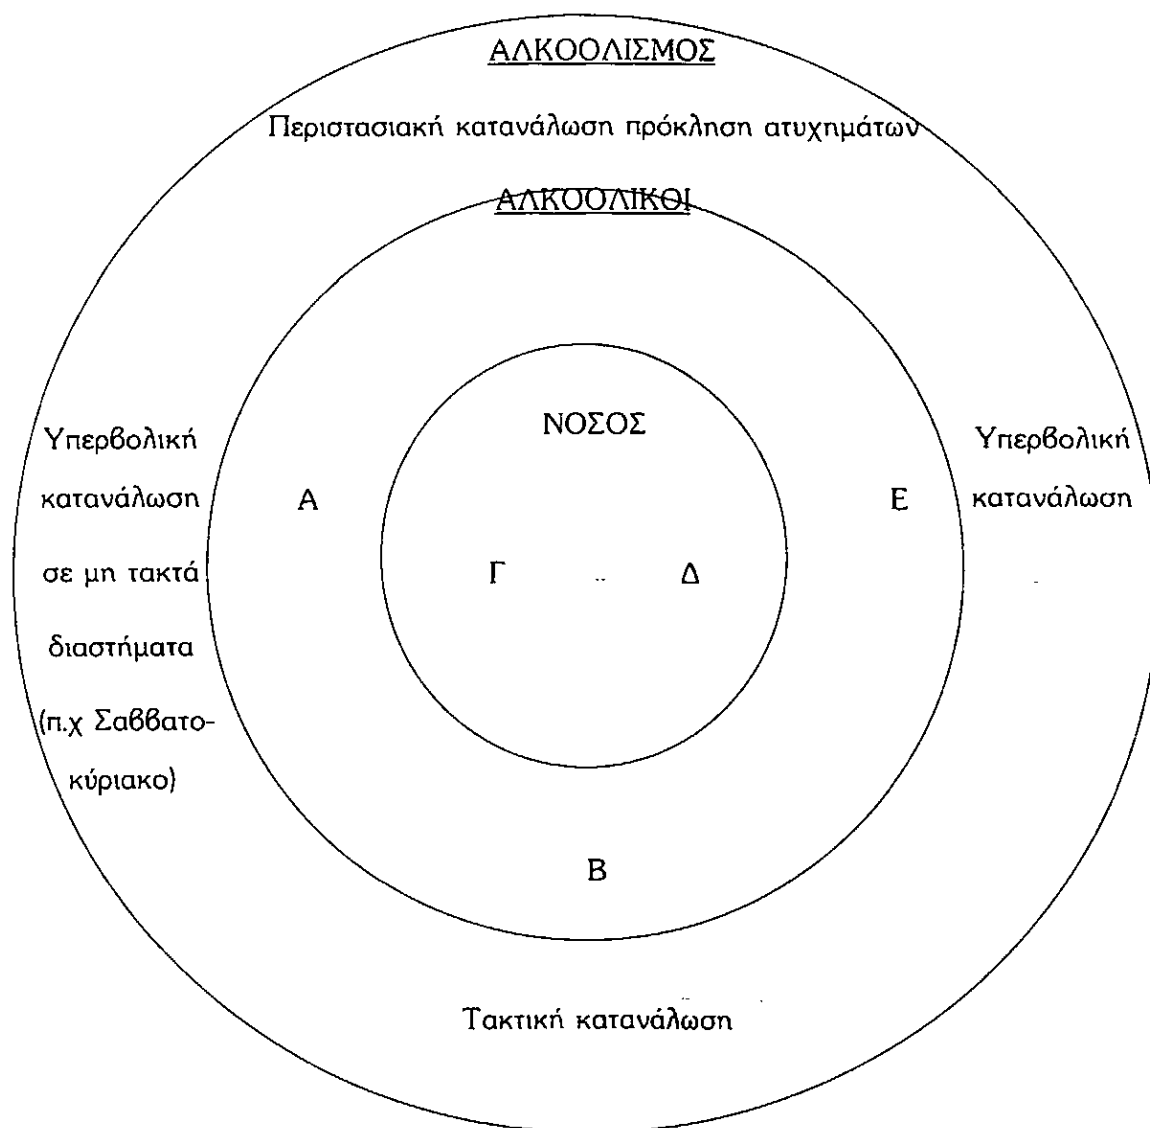 ΑΛΚΟΟΛΙΣΜΟΣ
Περιστασιακή κατανάλωση πρόκληση ατυχημάτων
ΑΛΚΟΟΛΙΚΟΙ
ΝΟΣΟΣ
Υπερβολική
κατανάλωση
σε μη τακτά
διαστήματα
(π.χ Σαββατο-
κύριακο)
Α
Γ
Δ
Ε
Υπερβολική
κατανάλωση
Β
Τακτική κατανάλωση